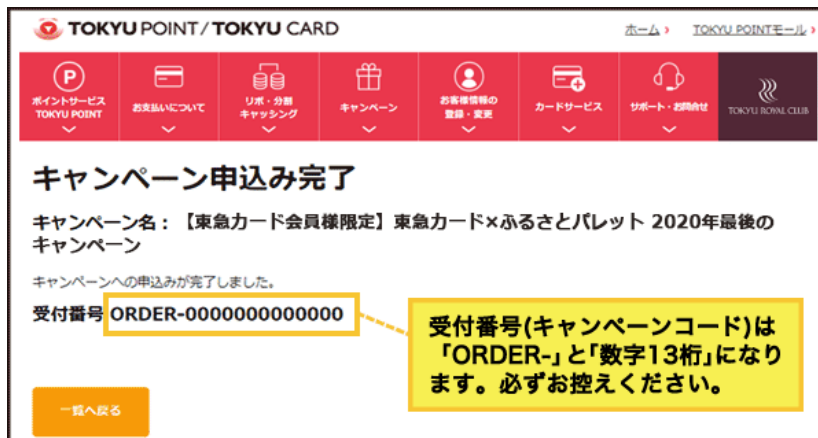 TOKYU POINT/TOKYU CARD
ホーム
TOKYU POINTモール
P
ポイントサービス
TOKYU POINT
お支払いについて
リボ・分割
キャッシング
キャンペーン
お客様情報の
登録・変更
カードサービス
サポート・お問合せ
TOKYU ROYAL CLUB
キャンペーン申込み完了
キャンペーン名：【東急カード会員様限定】東急カード×ふるさとパレット 2020年最後の
キャンペーン
キャンペーンへの申込みが完了しました。
受付番号 ORDER-0000000000000
受付番号(キャンペーンコード)は
「ORDER-」と「数字13桁」になり
ます。必ずお控えください。
一覧へ戻る